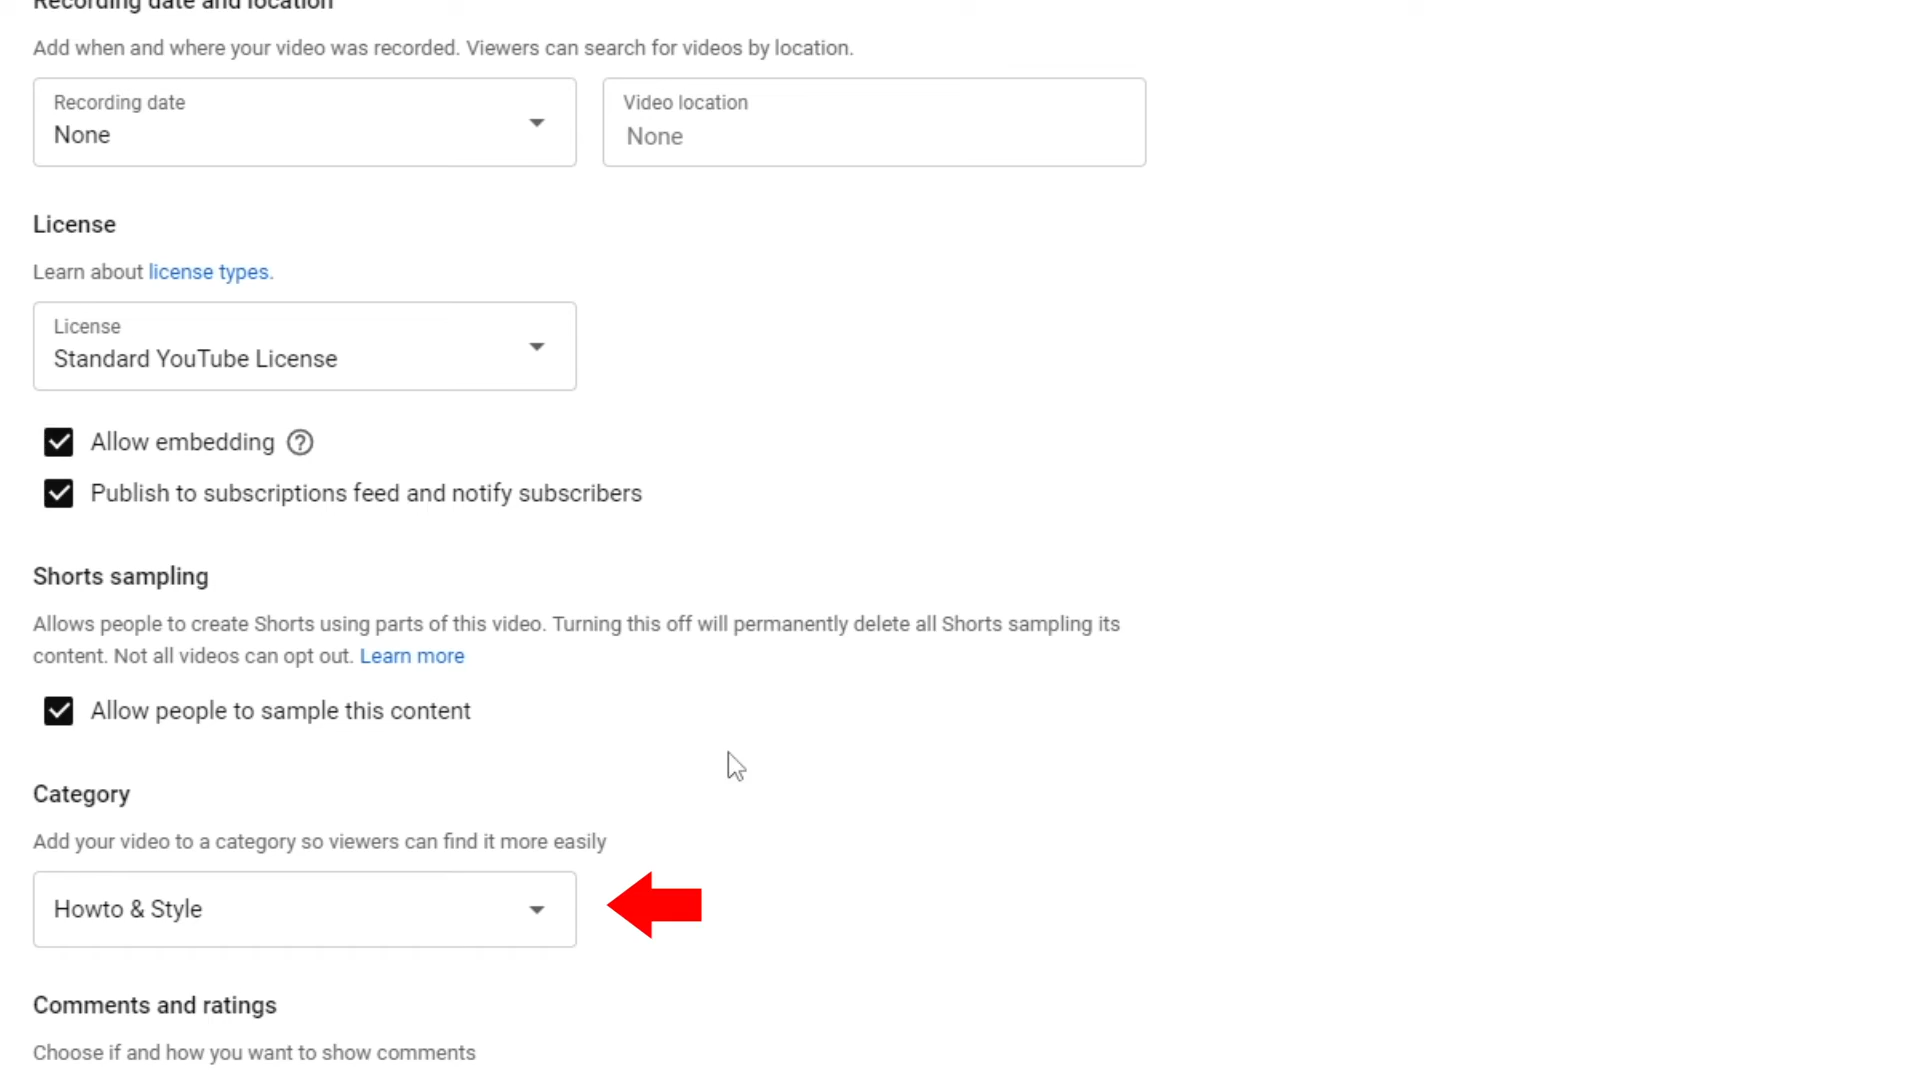 Recording date and location
Add when and where your video was recorded. Viewers can search for videos by location.
Recording date
None
Video location
None
License
Learn about license types.
License
Standard YouTube License
Allow embedding
Publish to subscriptions feed and notify subscribers
Shorts sampling
Allows people to create Shorts using parts of this video. Turning this off will permanently delete all Shorts sampling its
content. Not all videos can opt out. Learn more
Allow people to sample this content
Category
Add your video to a category so viewers can find it more easily
Howto & Style
Comments and ratings
Choose if and how you want to show comments